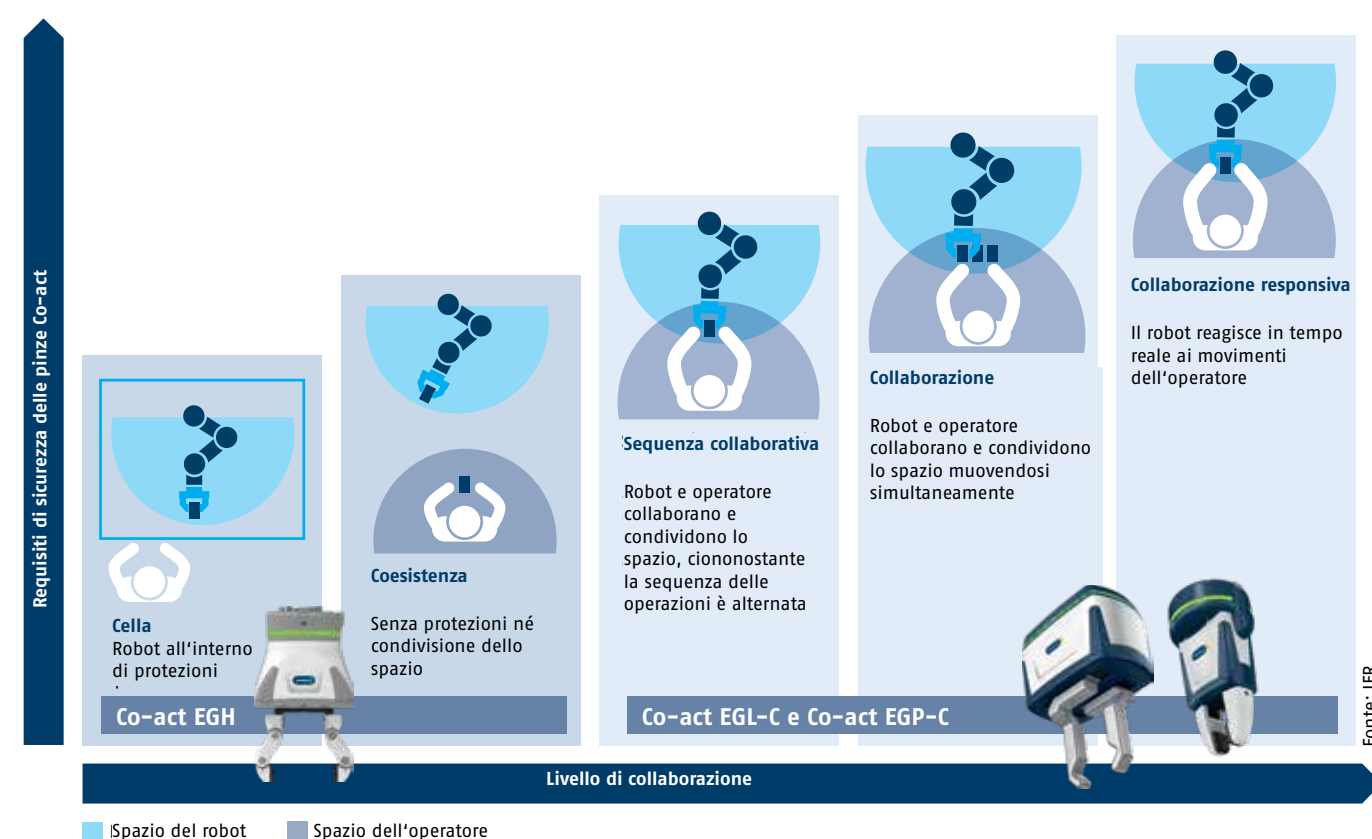 Requisiti di sicurezza delle pinze Co-act
Cella
Robot all'interno
di protezioni
Coesistenza
Senza protezioni né
condivisione dello
spazio
Sequenza collaborativa
Robot e operatore
collaborano e
condividono lo
spazio, ciononostante
la sequenza delle
operazioni è alternata
Collaborazione
Robot e operatore
collaborano e condividono
lo spazio muovendosi
simultaneamente
Collaborazione responsiva
Il robot reagisce in tempo
reale ai movimenti
dell'operatore
Co-act EGH
Co-act EGL-C e Co-act EGP-C
Fonte:
Livello di collaborazione
Spazio del robot
Spazio dell'operatore